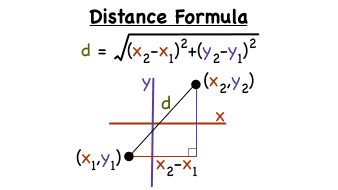 Distance Formula
d = √(x₂-x₁)²+(y₂-y₁)²
y
(x₂,y₂)
d
x
(x₁,y₁)
x₂-x₁